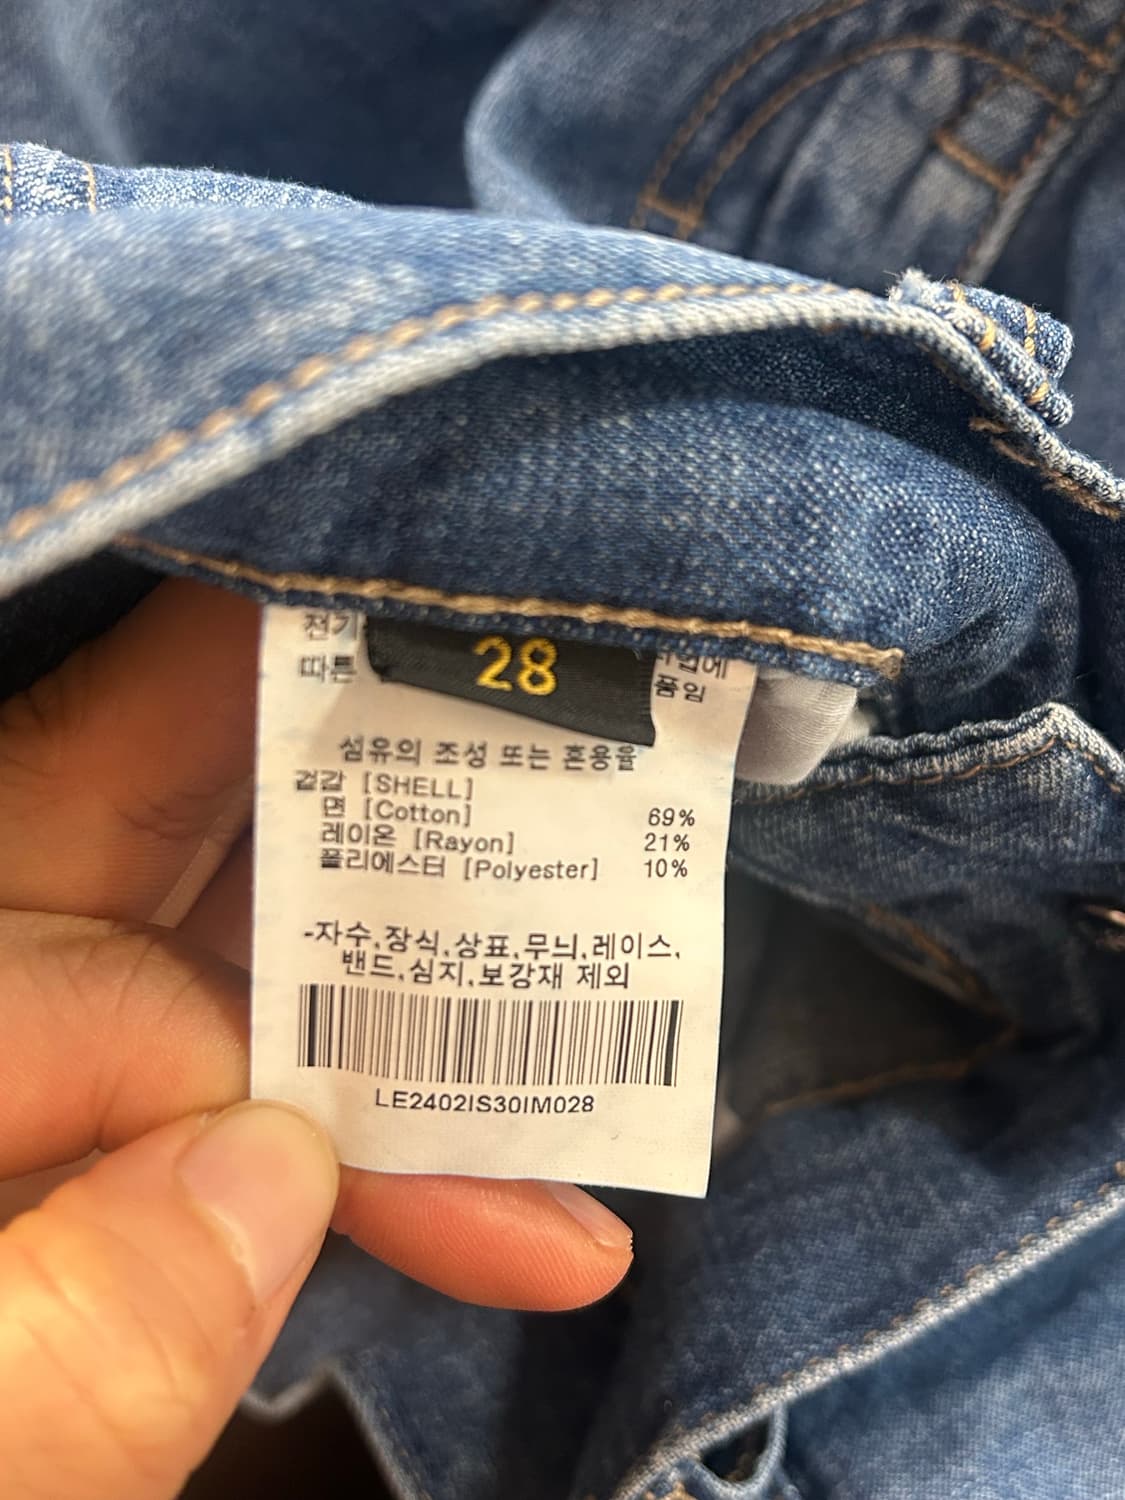 전기
따른
28
붙임
섬유의 조성 또는 혼용율
겉감 [SHELL]
면 [Cotton] 69%
레이온 [Rayon] 21%
폴리에스터 [Polyester] 10%
-자수,장식,상표,무늬,레이스,
밴드,심지,보강재 제외
LE2402IS30IM028